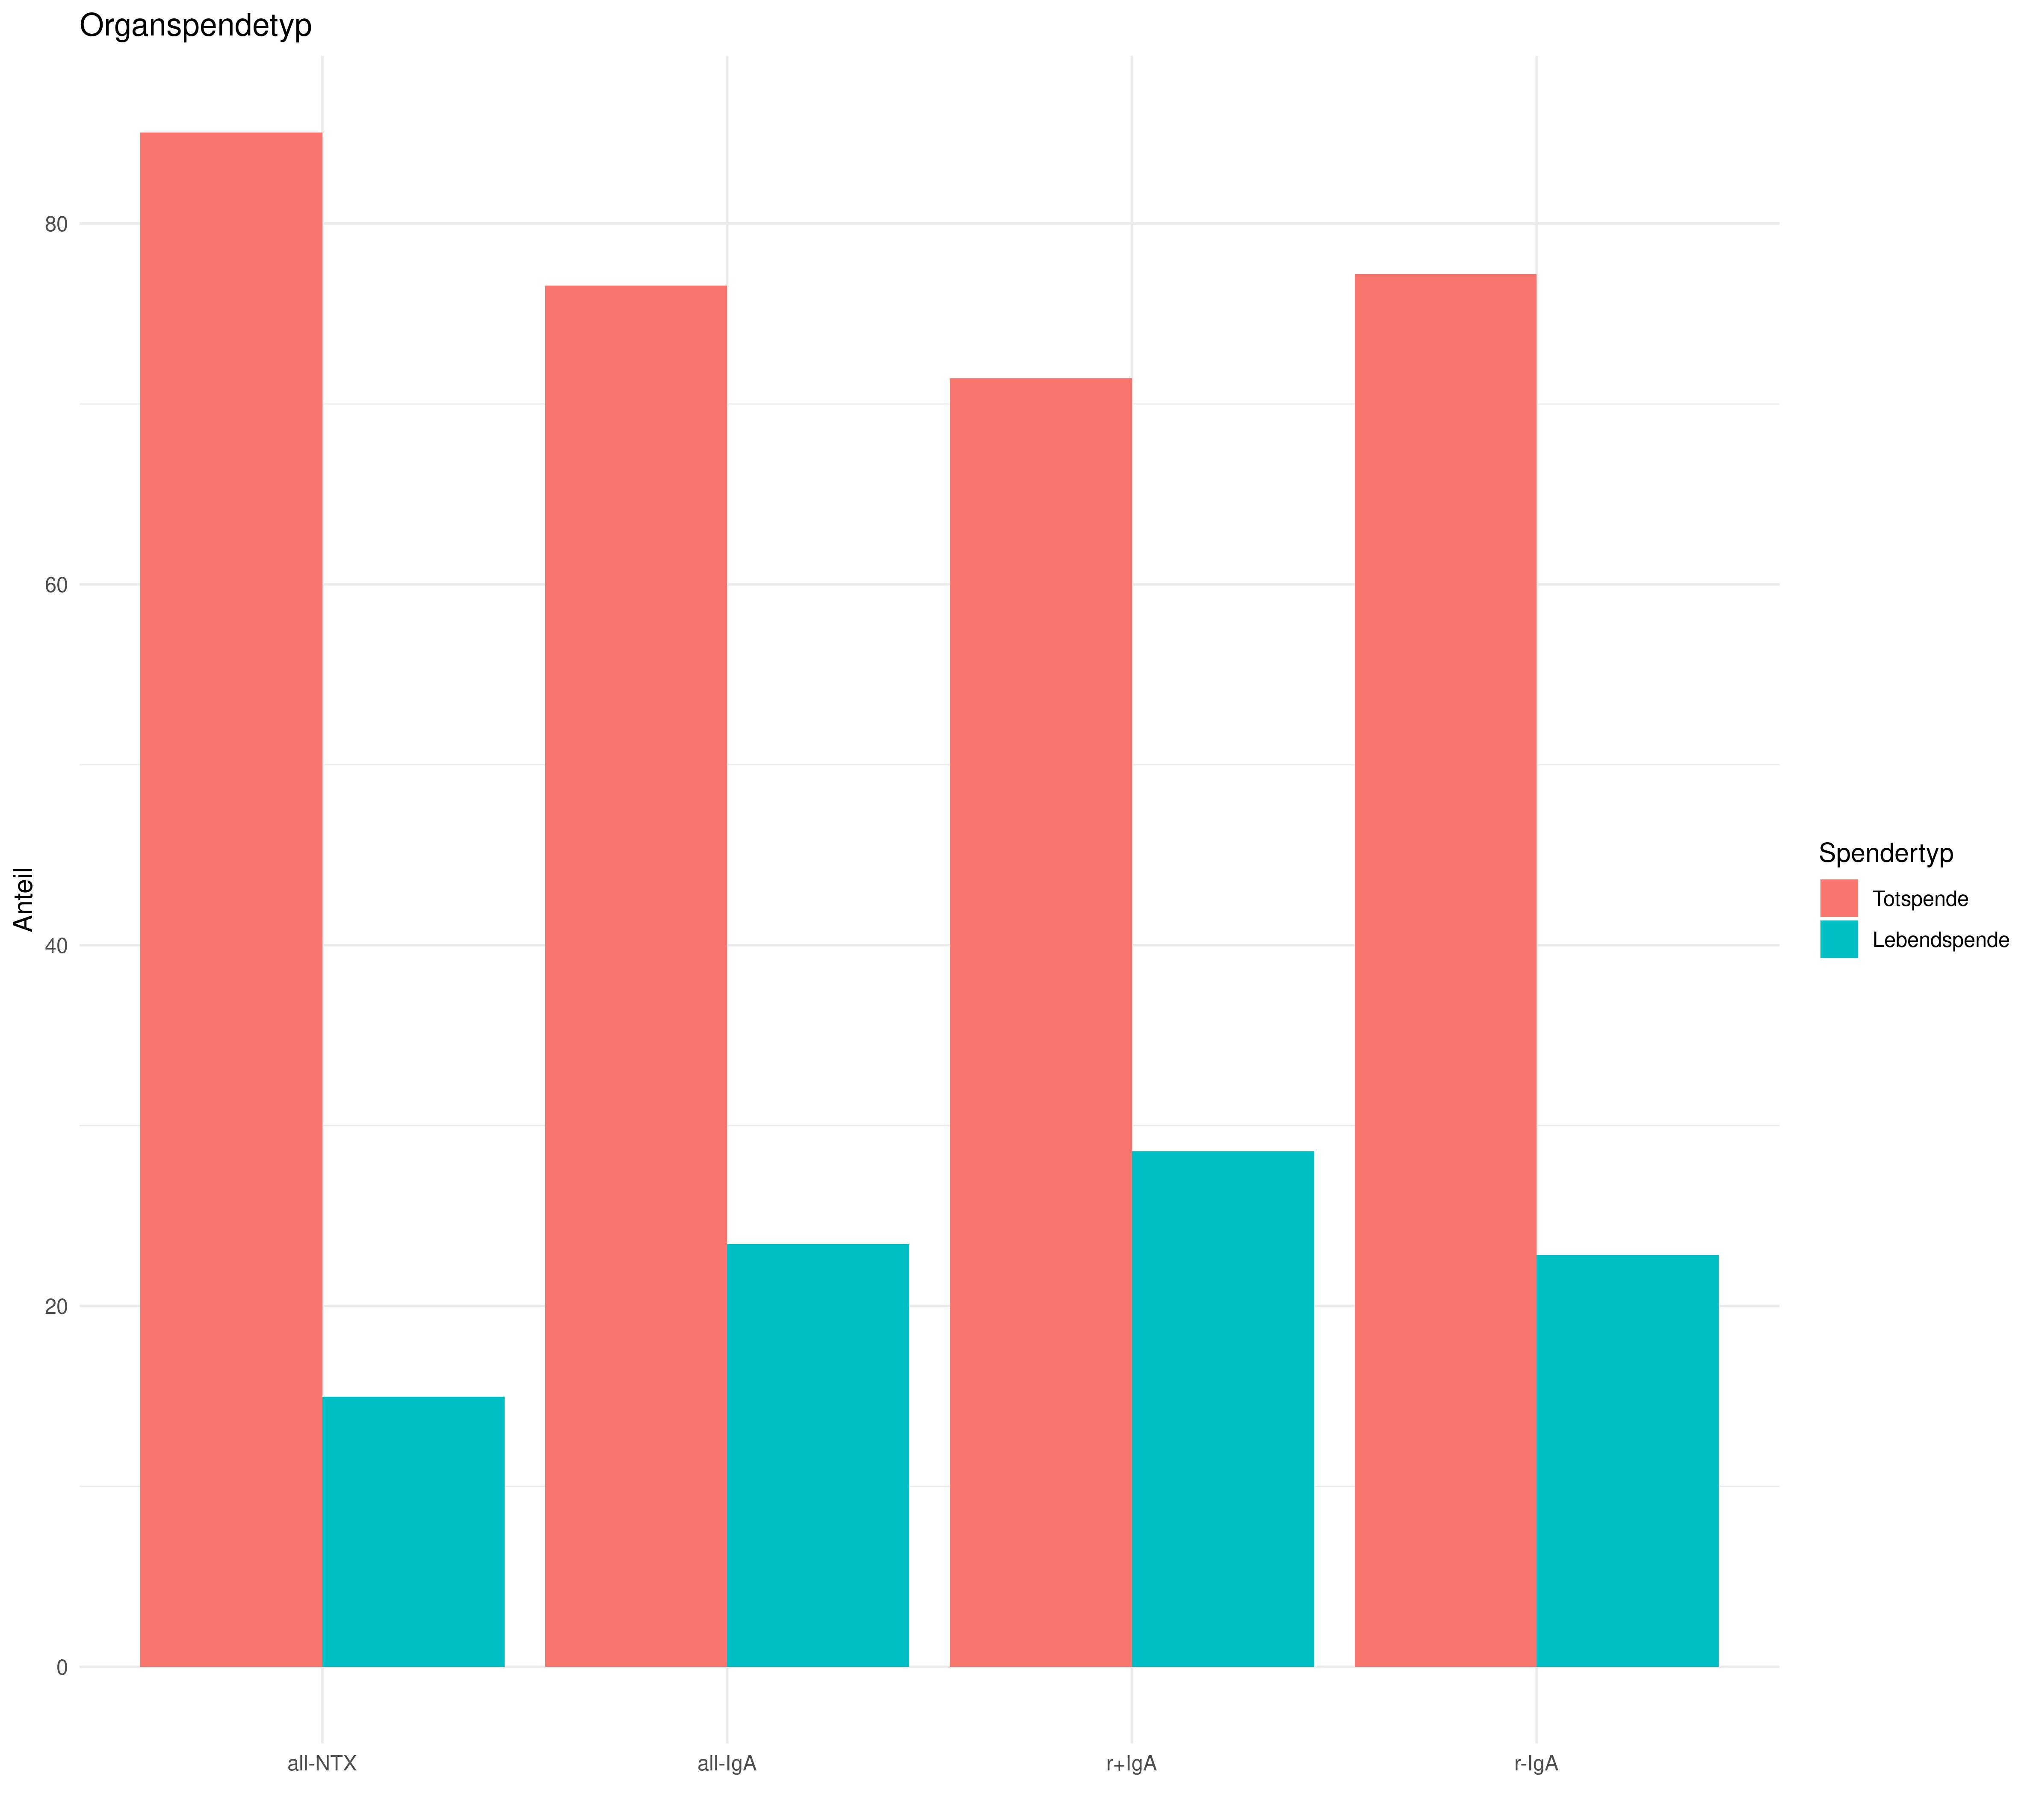 Organspendetyp
Anteil
80
60
40
20
0
all-NTX
all-IgA
r+IgA
r-IgA
Spendertyp
Totspende
Lebendspende